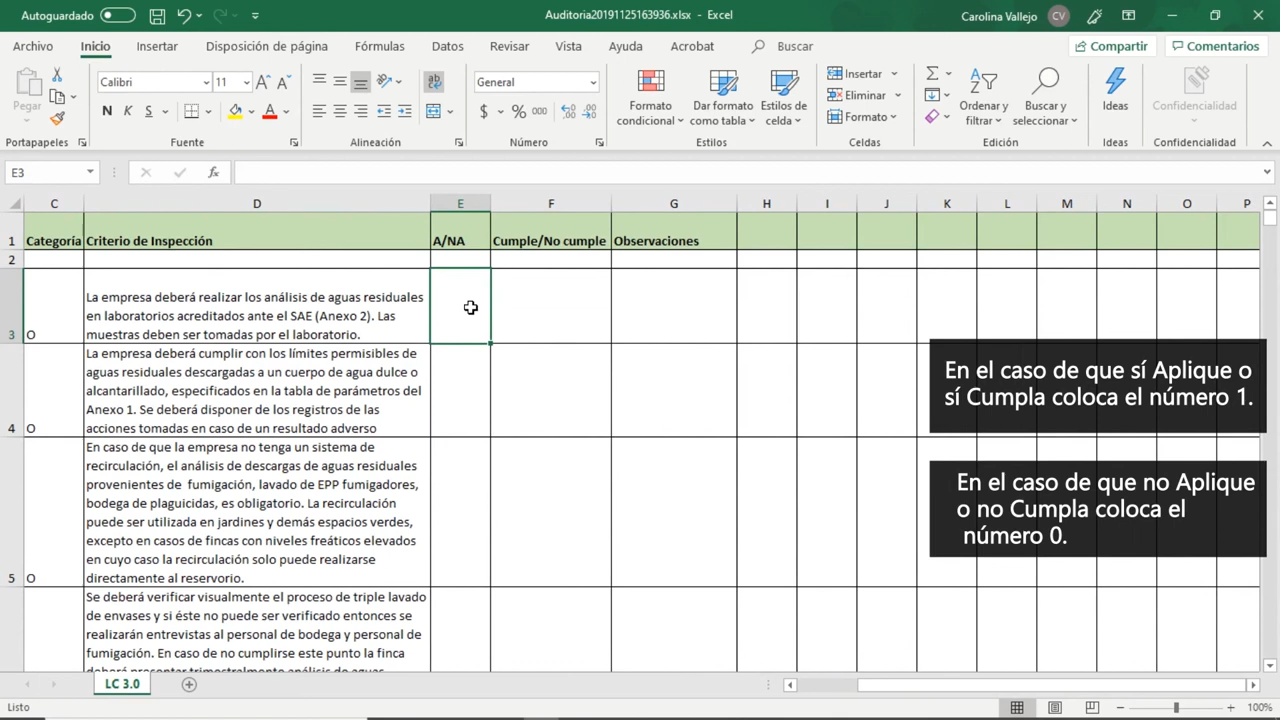 Autoguardado
Auditoria20191125163936.xlsx - Excel
Carolina Vallejo
CV
Archivo
Inicio
Insertar
Disposición de página
Fórmulas
Datos
Revisar
Vista
Ayuda
Acrobat
Buscar
Compartir
Comentarios
Pegar
Calibri
11
N K S
General
$ % 000
Formato
condicional
Dar formato
como tabla
Estilos de
celda
Insertar
Eliminar
Formato
Ordenar y
filtrar
Buscar y
seleccionar
Ideas
Confidencialidad
Portapapeles
Fuente
Alineación
Número
Estilos
Celdas
Edición
Ideas
Confidencialidad
E3
fx
C D E F G H I J K L M N O P
1 Categoría Criterio de Inspección A/NA Cumple/No cumple Observaciones
2
La empresa deberá realizar los análisis de aguas residuales
en laboratorios acreditados ante el SAE (Anexo 2). Las
3 O muestras deben ser tomadas por el laboratorio.
La empresa deberá cumplir con los límites permisibles de
aguas residuales descargadas a un cuerpo de agua dulce o
alcantarillado, especificados en la tabla de parámetros del
Anexo 1. Se deberá disponer de los registros de las
4 O acciones tomadas en caso de un resultado adverso
En caso de que la empresa no tenga un sistema de
recirculación, el análisis de descargas de aguas residuales
provenientes de fumigación, lavado de EPP fumigadores,
bodega de plaguicidas, es obligatorio. La recirculación
puede ser utilizada en jardines y demás espacios verdes,
excepto en casos de fincas con niveles freáticos elevados
en cuyo caso la recirculación solo puede realizarse
5 O directamente al reservorio.
Se deberá verificar visualmente el proceso de triple lavado
de envases y si éste no puede ser verificado entonces se
realizarán entrevistas al personal de bodega y personal de
fumigación. En caso de no cumplirse este punto la finca
deberá presentar trimestralmente análisis de aguas
En el caso de que sí Aplique o
sí Cumpla coloca el número 1.
En el caso de que no Aplique
o no Cumpla coloca el
número 0.
LC 3.0
Listo
100%